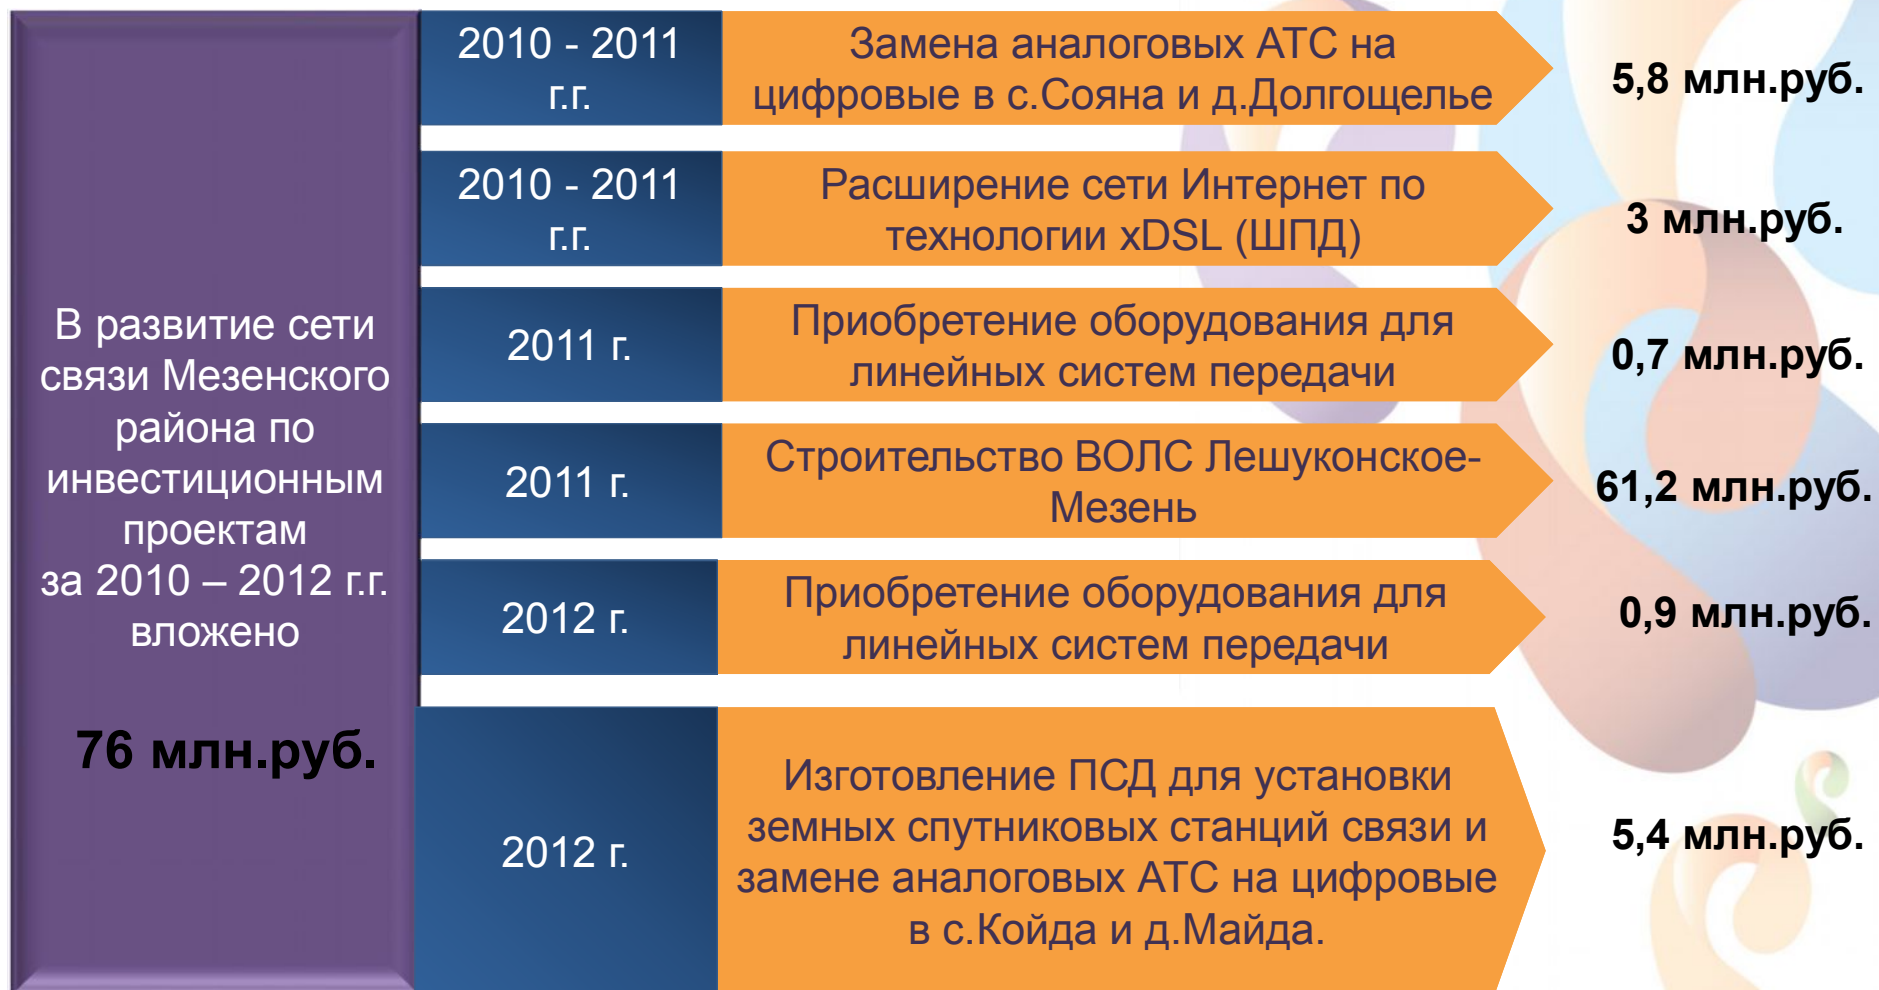 В развитие сети
связи Мезенского
района по
инвестиционным
проектам
за 2010 – 2012 г.г.
вложено
76 млн.руб.
2010 - 2011
г.г.
Замена аналоговых АТС на
цифровые в с.Сояна и д.Долгощелье
5,8 млн.руб.
2010 - 2011
г.г.
Расширение сети Интернет по
технологии xDSL (ШПД)
3 млн.руб.
2011 г.
Приобретение оборудования для
линейных систем передачи
0,7 млн.руб.
2011 г.
Строительство ВОЛС Лешуконское-
Мезень
61,2 млн.руб.
2012 г.
Приобретение оборудования для
линейных систем передачи
0,9 млн.руб.
2012 г.
Изготовление ПСД для установки
земных спутниковых станций связи и
замене аналоговых АТС на цифровые
в с.Койда и д.Майда.
5,4 млн.руб.